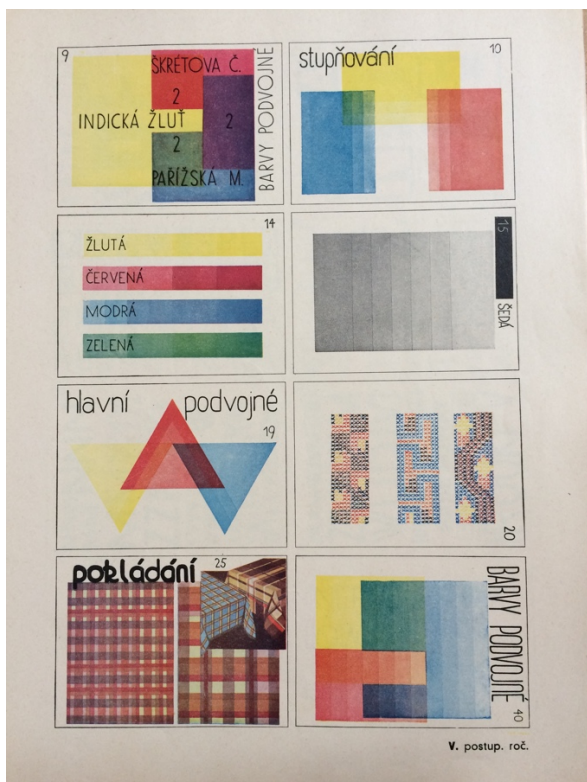 9
ŠKRÉTOVA Č.
2
INDICKÁ ŽLUŤ
2
2
PAŘÍŽSKÁ M.
BARVY PODVOJNÉ
stupňování
10
14
ŽLUTÁ
ČERVENÁ
MODRÁ
ZELENÁ
15
ŠEDÁ
hlavní podvojné
19
20
pokládání
25
BARVY PODVOJNÉ
40
V. postup. roč.